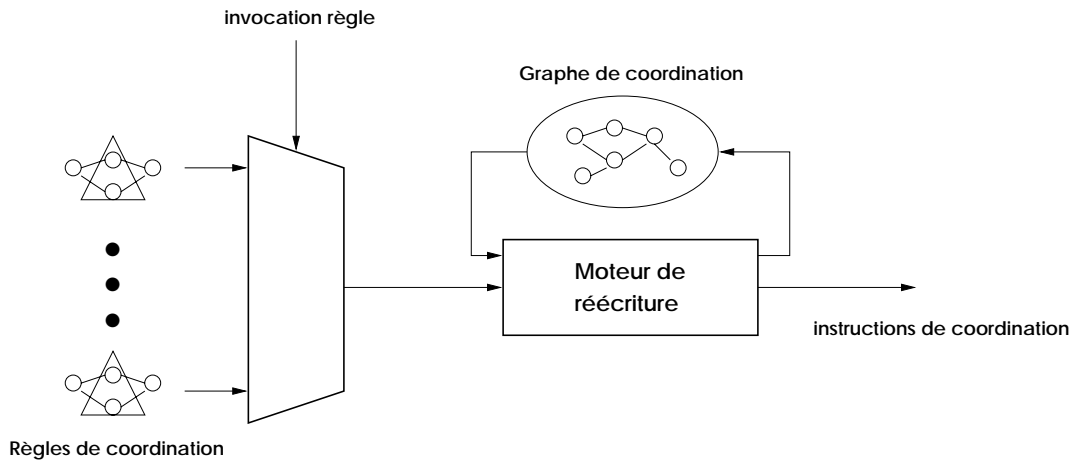 invocation règle
Graphe de coordination
Moteur de
réécriture
instructions de coordination
Règles de coordination